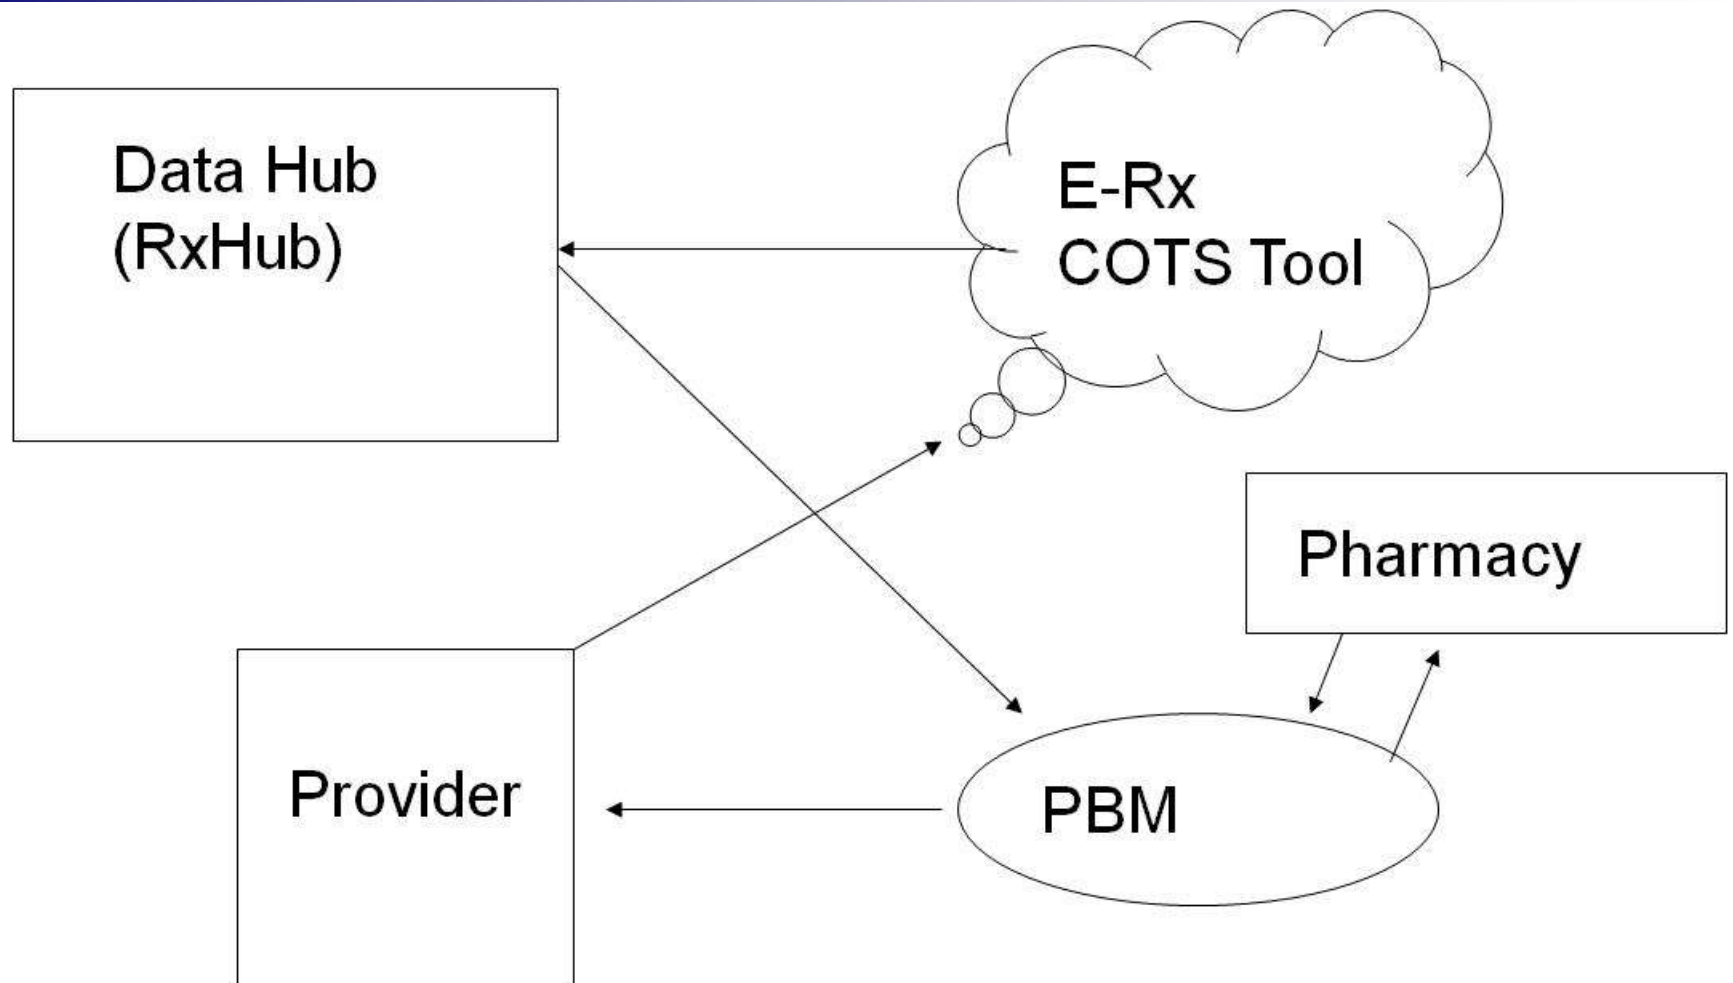 Data Hub
(RxHub)
E-Rx
COTS Tool
Pharmacy
Provider
PBM